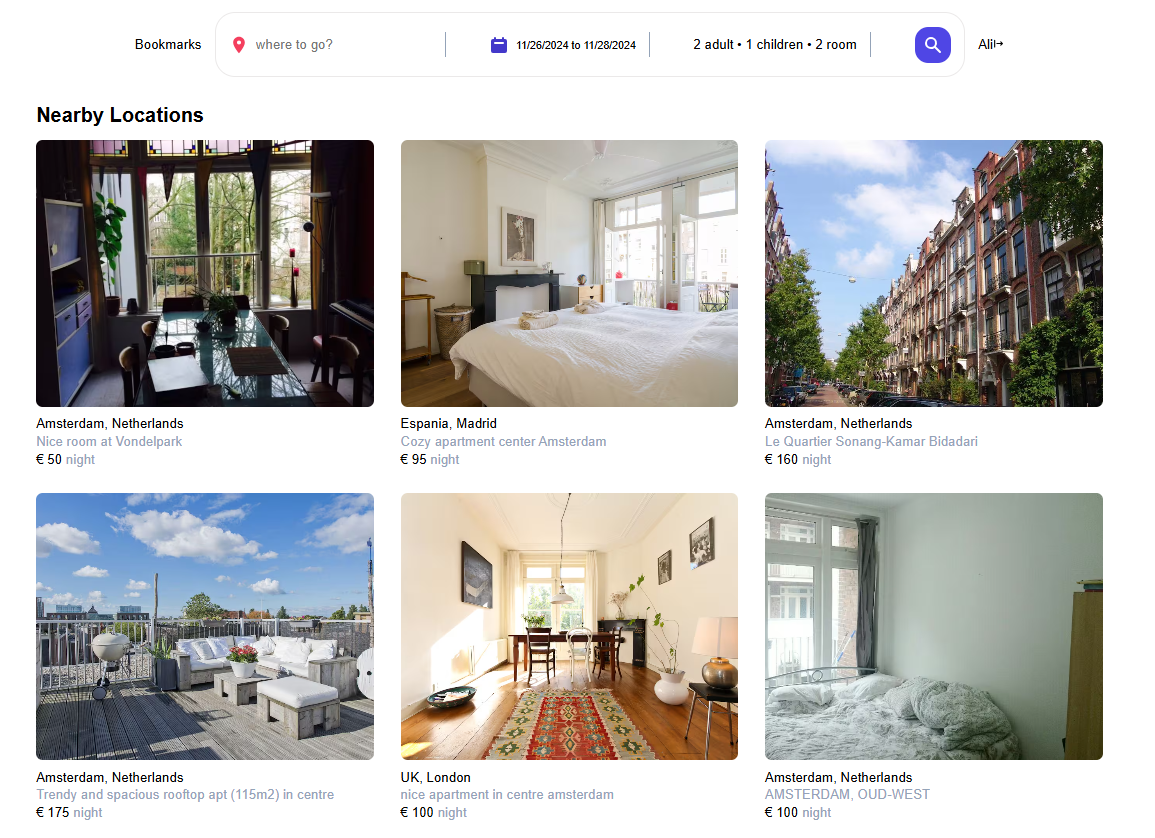 Bookmarks
where to go?
11/26/2024 to 11/28/2024
2 adult • 1 children • 2 room
Ali
Nearby Locations
Amsterdam, Netherlands
Nice room at Vondelpark
€ 50 night
Espania, Madrid
Cozy apartment center Amsterdam
€ 95 night
Amsterdam, Netherlands
Le Quartier Sonang-Kamar Bidadari
€ 160 night
Amsterdam, Netherlands
Trendy and spacious rooftop apt (115m2) in centre
€ 175 night
UK, London
nice apartment in centre amsterdam
€ 100 night
Amsterdam, Netherlands
AMSTERDAM, OUD-WEST
€ 100 night